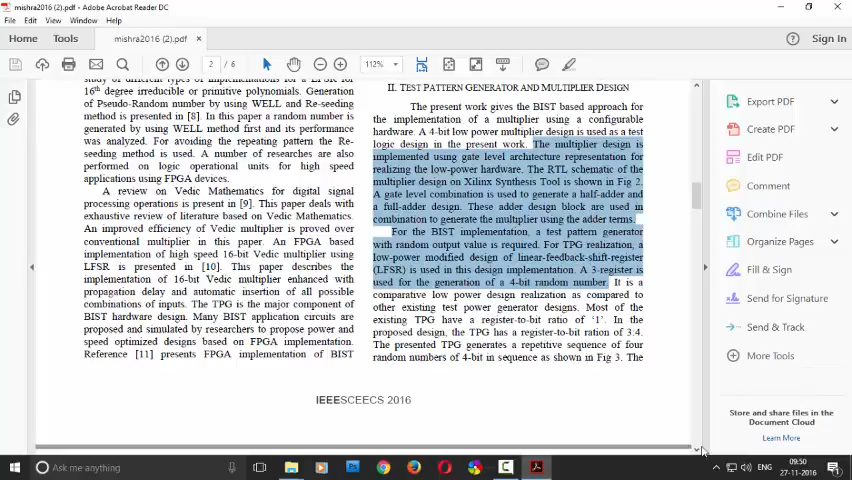 mishra2016 (2).pdf - Adobe Acrobat Reader DC
File Edit View Window Help
Home Tools mishra2016 (2).pdf × Sign In
2 / 6 112%
study of different types of implementations for a LFSR for
16th degree irreducible or primitive polynomials. Generation
of Pseudo-Random number by using WELL and Re-seeding
method is presented in [8]. In this paper a random number is
generated by using WELL method first and its performance
was analyzed. For avoiding the repeating pattern the Re-
seeding method is used. A number of researches are also
performed on logic operational units for high speed
applications using FPGA devices.
A review on Vedic Mathematics for digital signal
processing operations is present in [9]. This paper deals with
exhaustive review of literature based on Vedic Mathematics.
An improved efficiency of Vedic multiplier is proved over
conventional multiplier in this paper. An FPGA based
implementation of high speed 16-bit Vedic multiplier using
LFSR is presented in [10]. This paper describes the
implementation of 16-bit Vedic multiplier enhanced with
propagation delay and automatic insertion of all possible
combinations of inputs. The TPG is the major component of
BIST hardware design. Many BIST application circuits are
proposed and simulated by researchers to propose power and
speed optimized designs based on FPGA implementation.
Reference [11] presents FPGA implementation of BIST
II. TEST PATTERN GENERATOR AND MULTIPLIER DESIGN
The present work gives the BIST based approach for
the implementation of a multiplier using a configurable
hardware. A 4-bit low power multiplier design is used as a test
logic design in the present work. The multiplier design is
implemented using gate level architecture representation for
realizing the low-power hardware. The RTL schematic of the
multiplier design on Xilinx Synthesis Tool is shown in Fig 2.
A gate level combination is used to generate a half-adder and
a full-adder design. These adder design block are used in
combination to generate the multiplier using the adder terms.
For the BIST implementation, a test pattern generator
with random output value is required. For TPG realization, a
low-power modified design of linear-feedback-shift-register
(LFSR) is used in this design implementation. A 3-register is
used for the generation of a 4-bit random number. It is a
comparative low power design realization as compared to
other existing test power generator designs. Most of the
existing TPG have a register-to-bit ratio of ‘1’. In the
proposed design, the TPG has a register-to-bit ration of 3:4.
The presented TPG generates a repetitive sequence of four
random numbers of 4-bit in sequence as shown in Fig 3. The
IEEESCEECS 2016
Export PDF
Create PDF
Edit PDF
Comment
Combine Files
Organize Pages
Fill & Sign
Send for Signature
Send & Track
More Tools
Store and share files in the
Document Cloud
Learn More
Ask me anything
ENG
09:50
27-11-2016